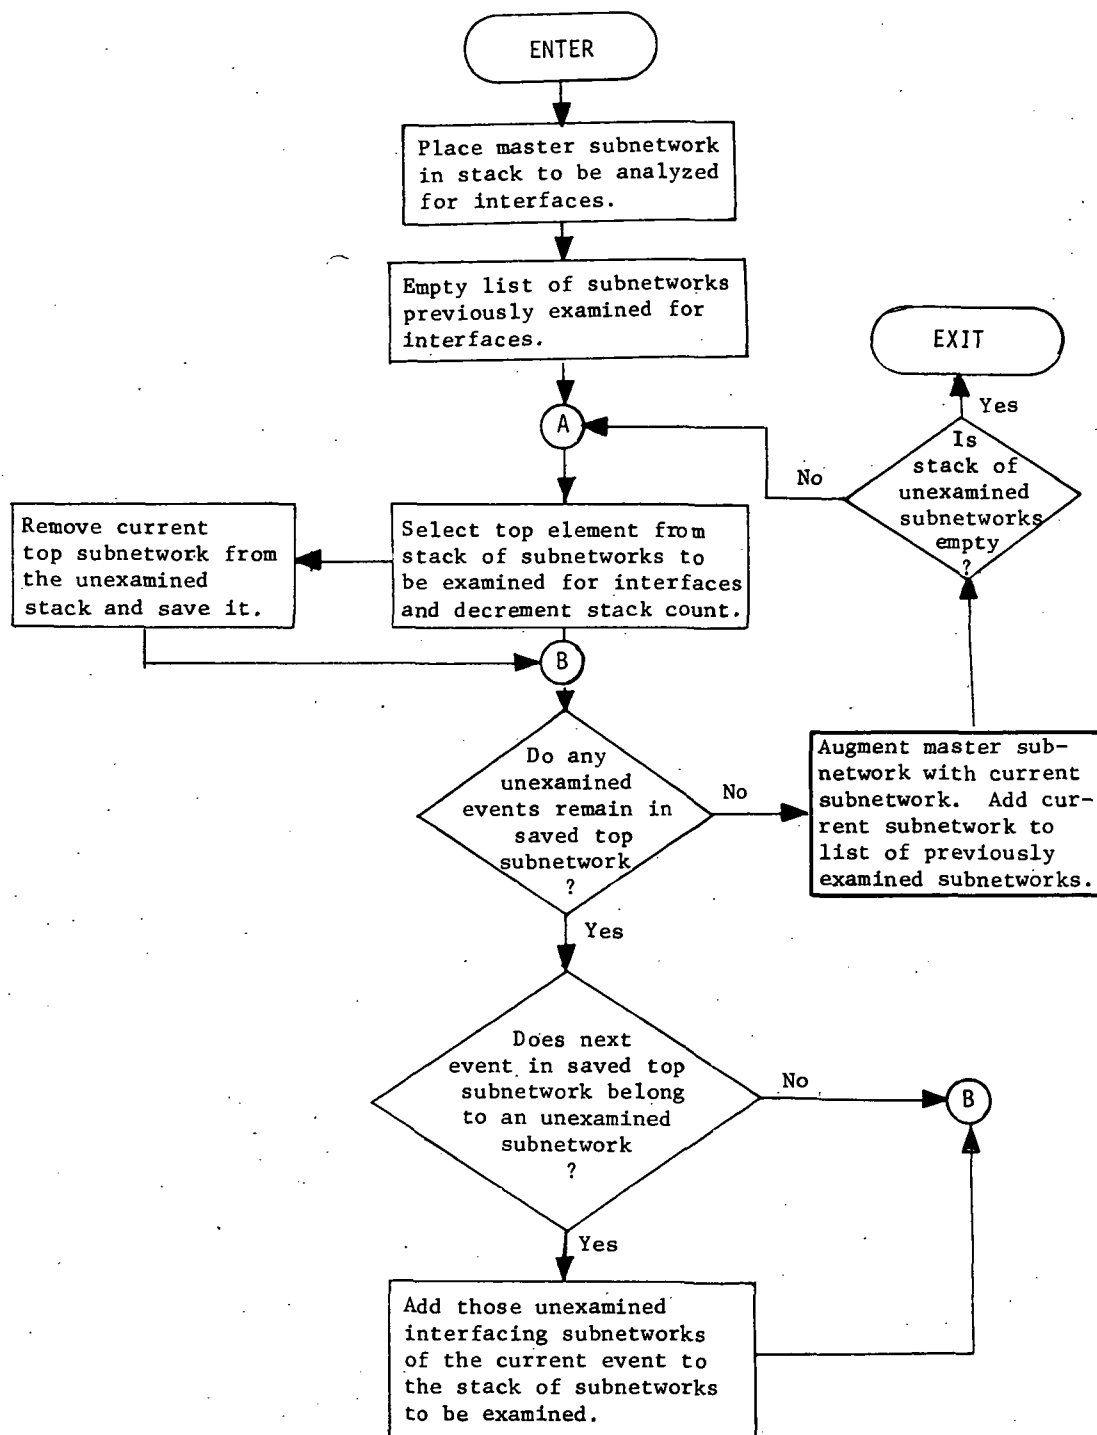 ENTER
Place master subnetwork
in stack to be analyzed
for interfaces.
Empty list of subnetworks
previously examined for
interfaces.
EXIT
Yes
A
Is
stack of
unexamined
subnetworks
empty
?
No
Remove current
top subnetwork from
the unexamined
stack and save it.
Select top element from
stack of subnetworks to
be examined for interfaces
and decrement stack count.
B
Do any
unexamined
events remain in
saved top
subnetwork
?
No
Augment master sub-
network with current
subnetwork. Add cur-
rent subnetwork to
list of previously
examined subnetworks.
Yes
Does next
event in saved top
subnetwork belong
to an unexamined
subnetwork
?
No
B
Yes
Add those unexamined
interfacing subnetworks
of the current event to
the stack of subnetworks
to be examined.